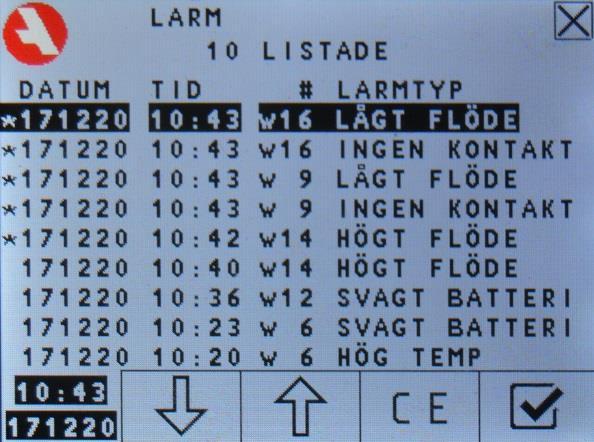 LARM
10 LISTADE
DATUM TID # LARMTYP
*171220 10:43 w16 LÅGT FLÖDE
*171220 10:43 w16 INGEN KONTAKT
*171220 10:43 w 9 LÅGT FLÖDE
*171220 10:43 w 9 INGEN KONTAKT
*171220 10:42 w14 HÖGT FLÖDE
171220 10:40 w14 HÖGT FLÖDE
171220 10:36 w12 SVAGT BATTERI
171220 10:23 w 6 SVAGT BATTERI
171220 10:20 w 6 HÖG TEMP
10:43
171220
CE